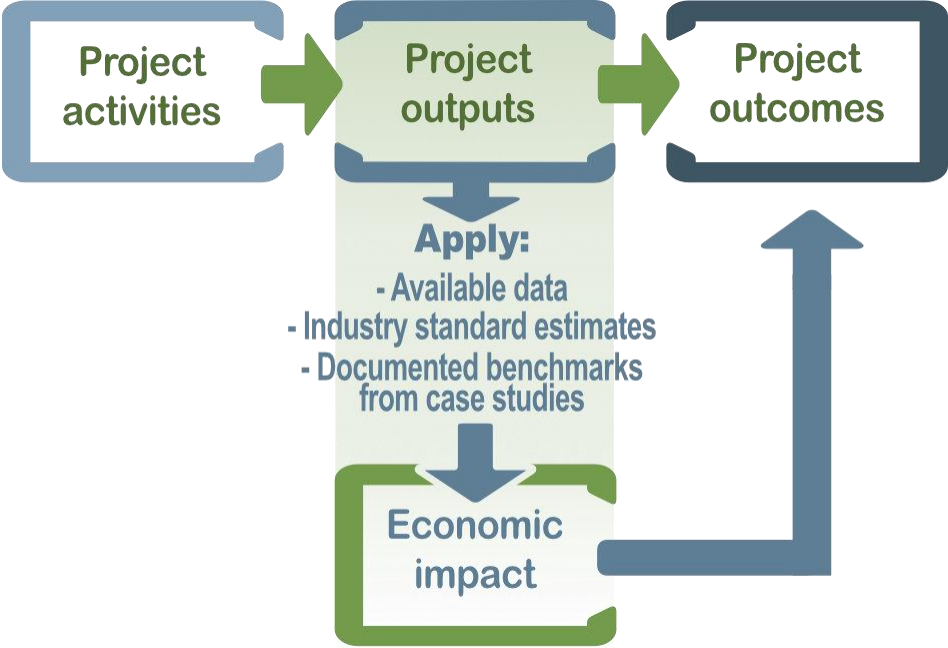 Project
activities
Project
outputs
Project
outcomes
Apply:
- Available data
- Industry standard estimates
- Documented benchmarks
from case studies
Economic
impact